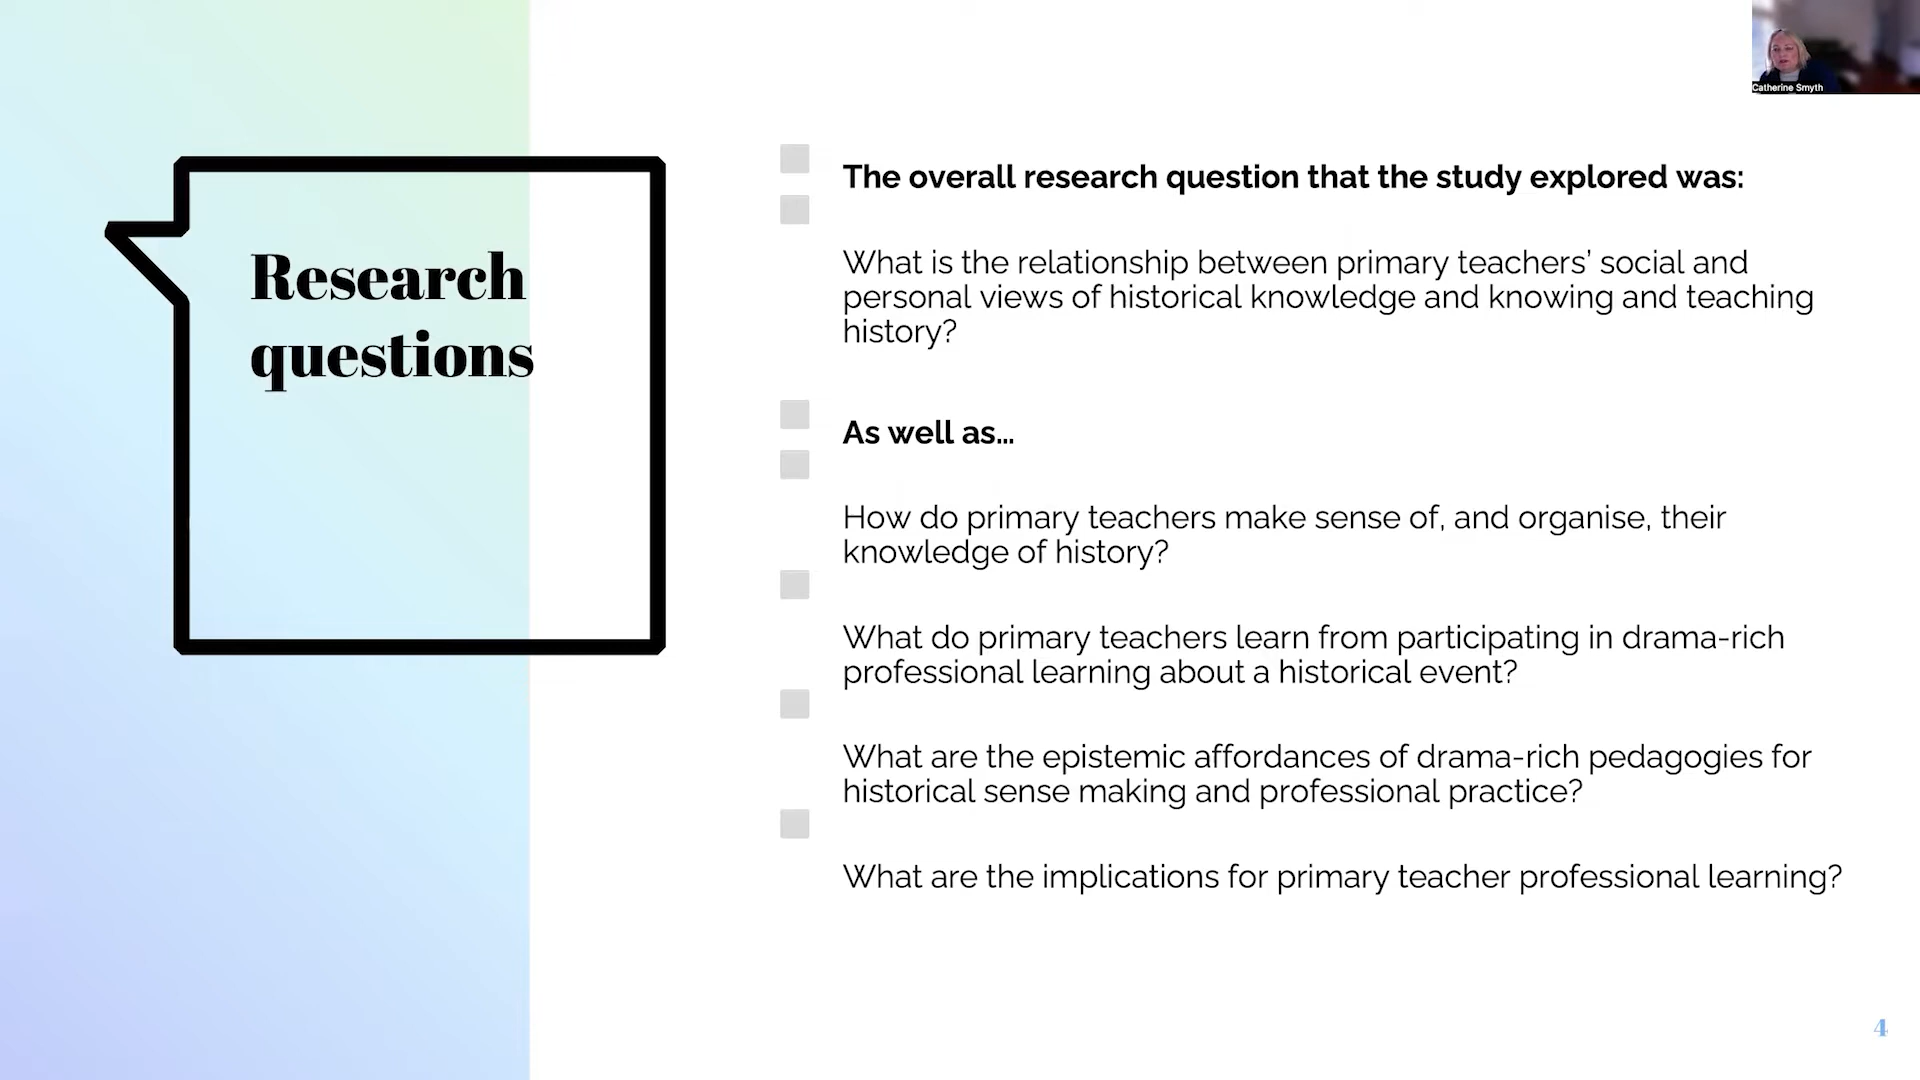 Catherine Smyth
Research
questions
The overall research question that the study explored was:
What is the relationship between primary teachers’ social and
personal views of historical knowledge and knowing and teaching
history?
As well as…
How do primary teachers make sense of, and organise, their
knowledge of history?
What do primary teachers learn from participating in drama-rich
professional learning about a historical event?
What are the epistemic affordances of drama-rich pedagogies for
historical sense making and professional practice?
What are the implications for primary teacher professional learning?
4